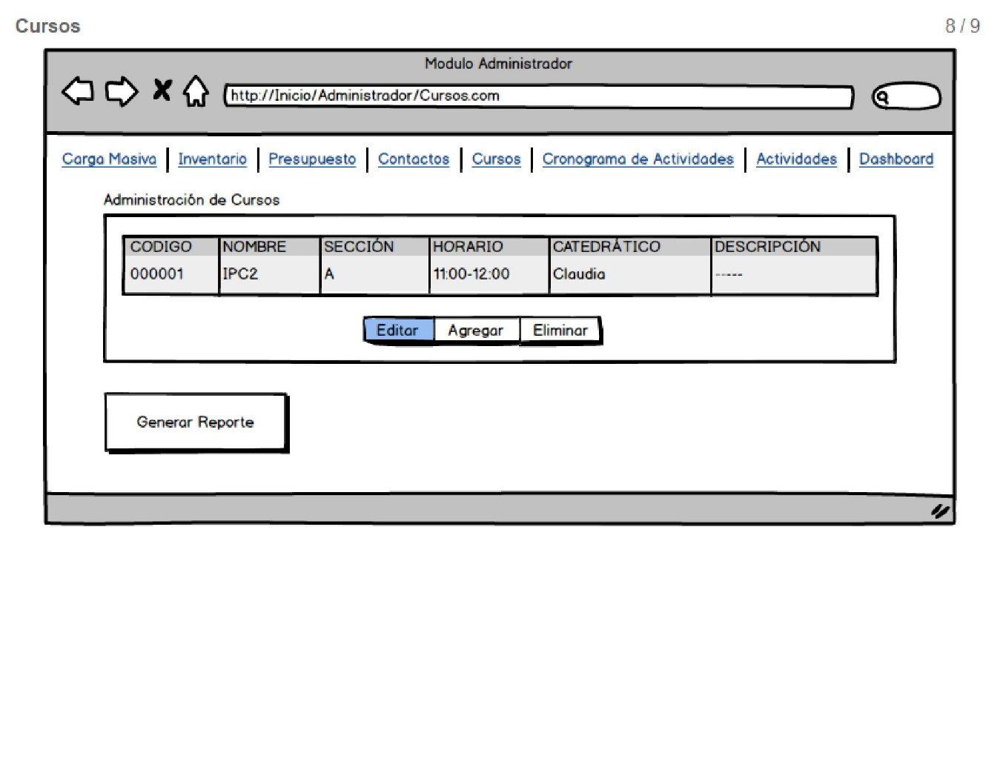 Cursos 8 / 9
Modulo Administrador
http://Inicio/Administrador/Cursos.com
Carga Masiva Inventario Presupuesto Contactos Cursos Cronograma de Actividades Actividades Dashboard
Administración de Cursos
CODIGO NOMBRE SECCIÓN HORARIO CATEDRÁTICO DESCRIPCIÓN
000001 IPC2 A 11:00-12:00 Claudia -----
Editar Agregar Eliminar
Generar Reporte